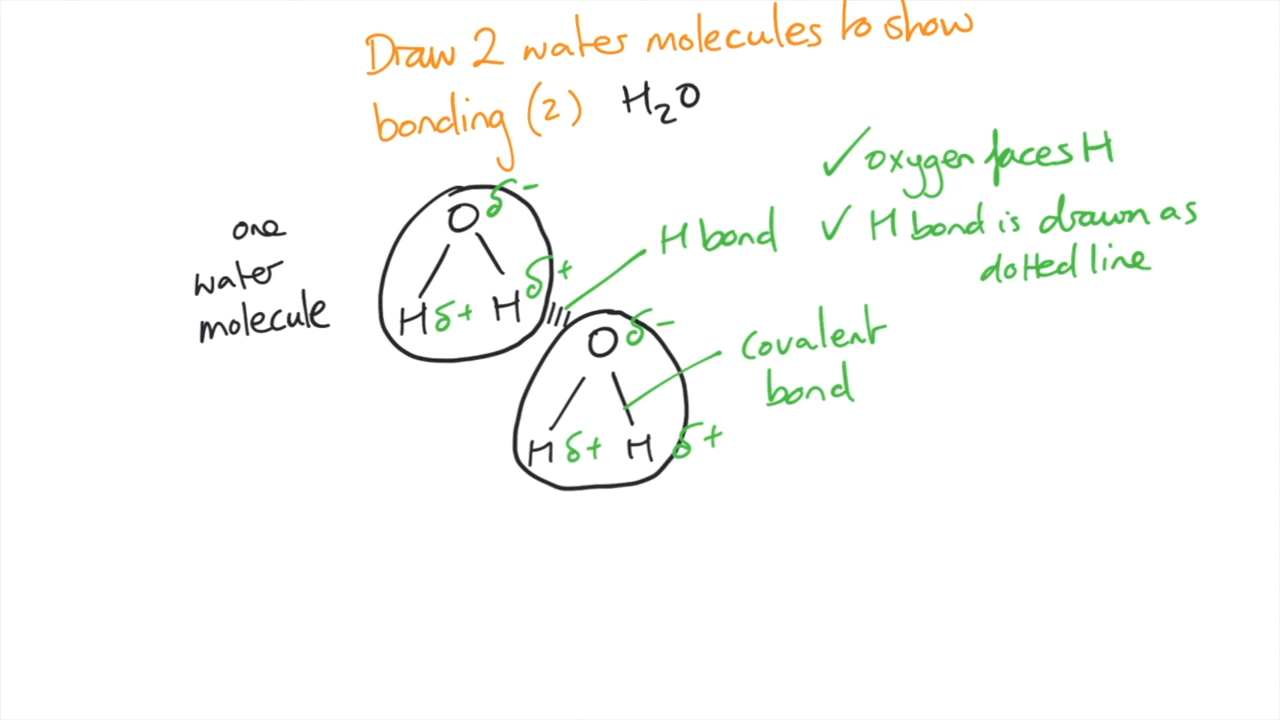 Draw 2 water molecules to show
bonding (2) H₂O
✓ oxygen faces H
✓ H bond is drawn as
dotted line
one
water
molecule
O δ-
H δ+ H δ+
H bond
O δ-
H δ+ H δ+
Covalent
bond